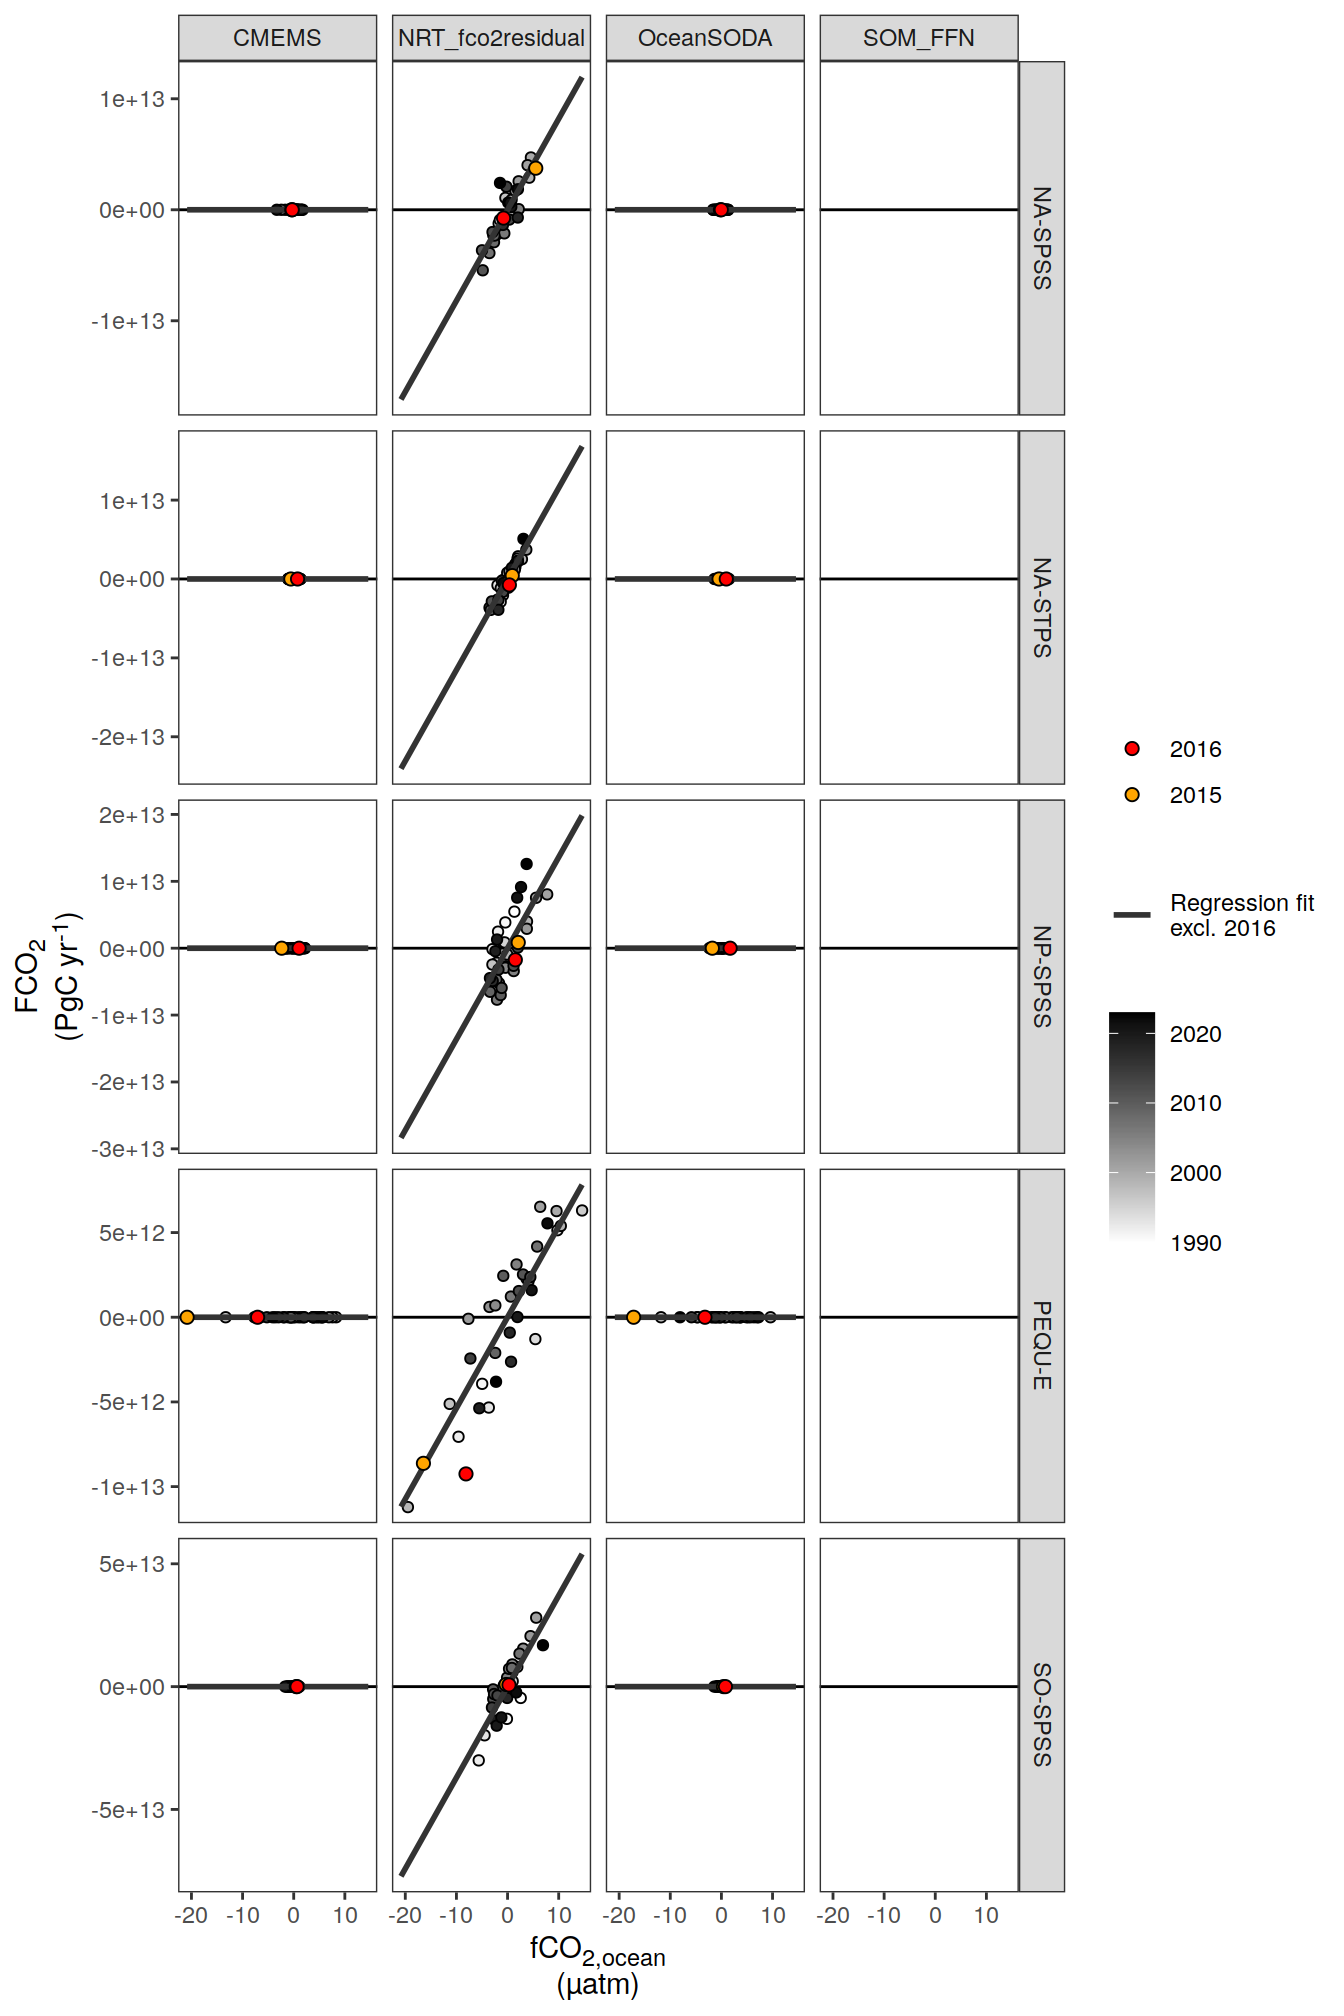 CMEMS NRT_fco2residual OceanSODA SOM_FFN
1e+13
0e+00
-1e+13
NA-SPSS
1e+13
0e+00
-1e+13
-2e+13
NA-STPS
2e+13
1e+13
0e+00
-1e+13
-2e+13
-3e+13
NP-SPSS
5e+12
0e+00
-5e+12
-1e+13
PEQU-E
5e+13
0e+00
-5e+13
SO-SPSS
-20 -10 0 10 -20 -10 0 10 -20 -10 0 10 -20 -10 0 10
fCO2,ocean
(µatm)
FCO2
(PgC yr-1)
2016
2015
Regression fit
excl. 2016
2020
2010
2000
1990